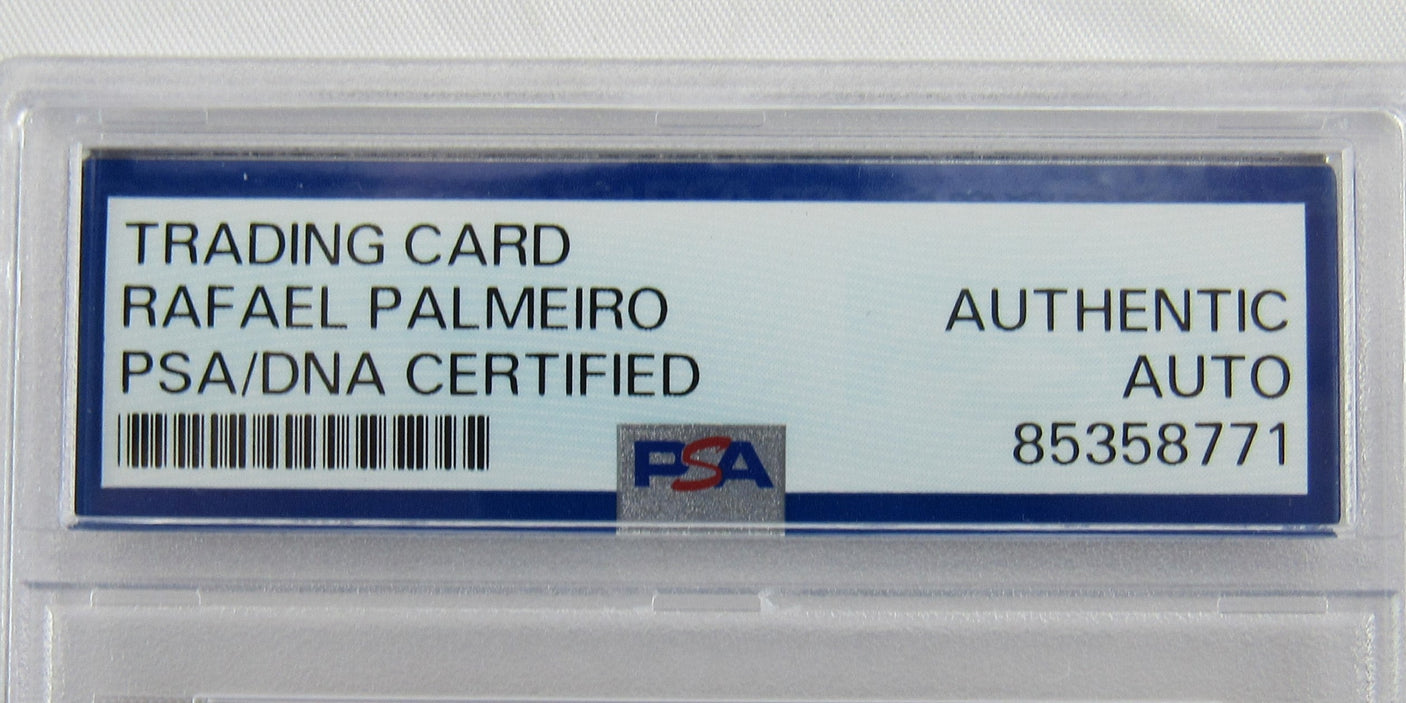 TRADING CARD
RAFAEL PALMEIRO
AUTHENTIC
PSA/DNA CERTIFIED
AUTO
85358771
PSA